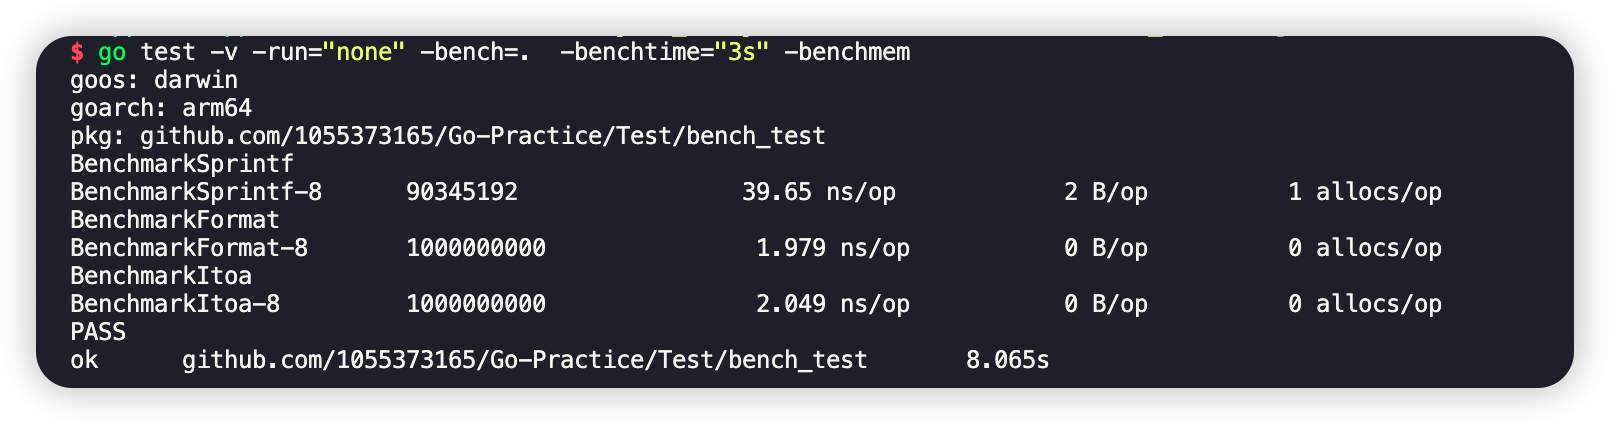 $ go test -v -run="none" -bench=.  -benchtime="3s" -benchmem
goos: darwin
goarch: arm64
pkg: github.com/1055373165/Go-Practice/Test/bench_test
BenchmarkSprintf
BenchmarkSprintf-8      90345192                39.65 ns/op            2 B/op          1 allocs/op
BenchmarkFormat
BenchmarkFormat-8       1000000000               1.979 ns/op           0 B/op          0 allocs/op
BenchmarkItoa
BenchmarkItoa-8         1000000000               2.049 ns/op           0 B/op          0 allocs/op
PASS
ok      github.com/1055373165/Go-Practice/Test/bench_test       8.065s